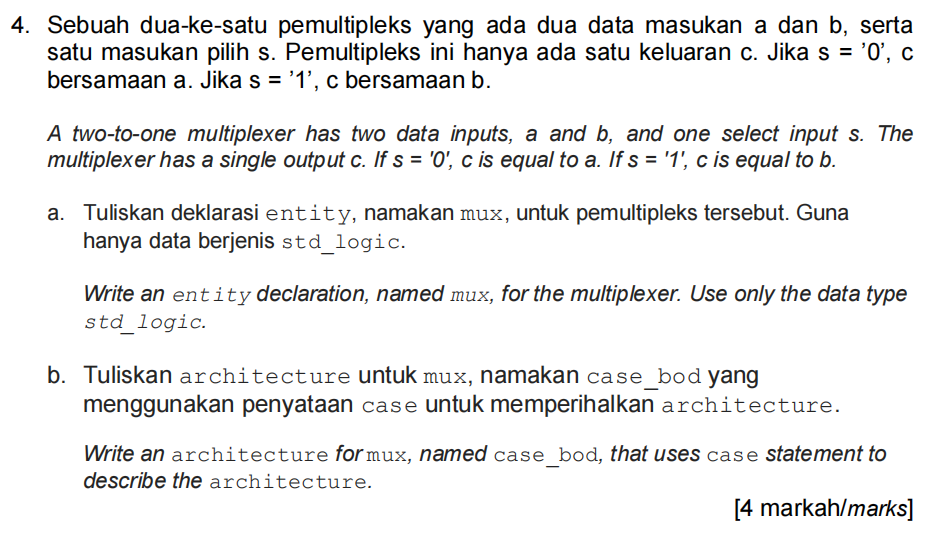 4. Sebuah dua-ke-satu pemultipleks yang ada dua data masukan a dan b, serta
satu masukan pilih s. Pemultipleks ini hanya ada satu keluaran c. Jika s = ’0’, c
bersamaan a. Jika s = ’1’, c bersamaan b.
A two-to-one multiplexer has two data inputs, a and b, and one select input s. The
multiplexer has a single output c. If s = '0', c is equal to a. If s = '1', c is equal to b.
a. Tuliskan deklarasi entity, namakan mux, untuk pemultipleks tersebut. Guna
hanya data berjenis std_logic.
Write an entity declaration, named mux, for the multiplexer. Use only the data type
std_logic.
b. Tuliskan architecture untuk mux, namakan case_bod yang
menggunakan penyataan case untuk memperihalkan architecture.
Write an architecture for mux, named case_bod, that uses case statement to
describe the architecture.
[4 markah/marks]